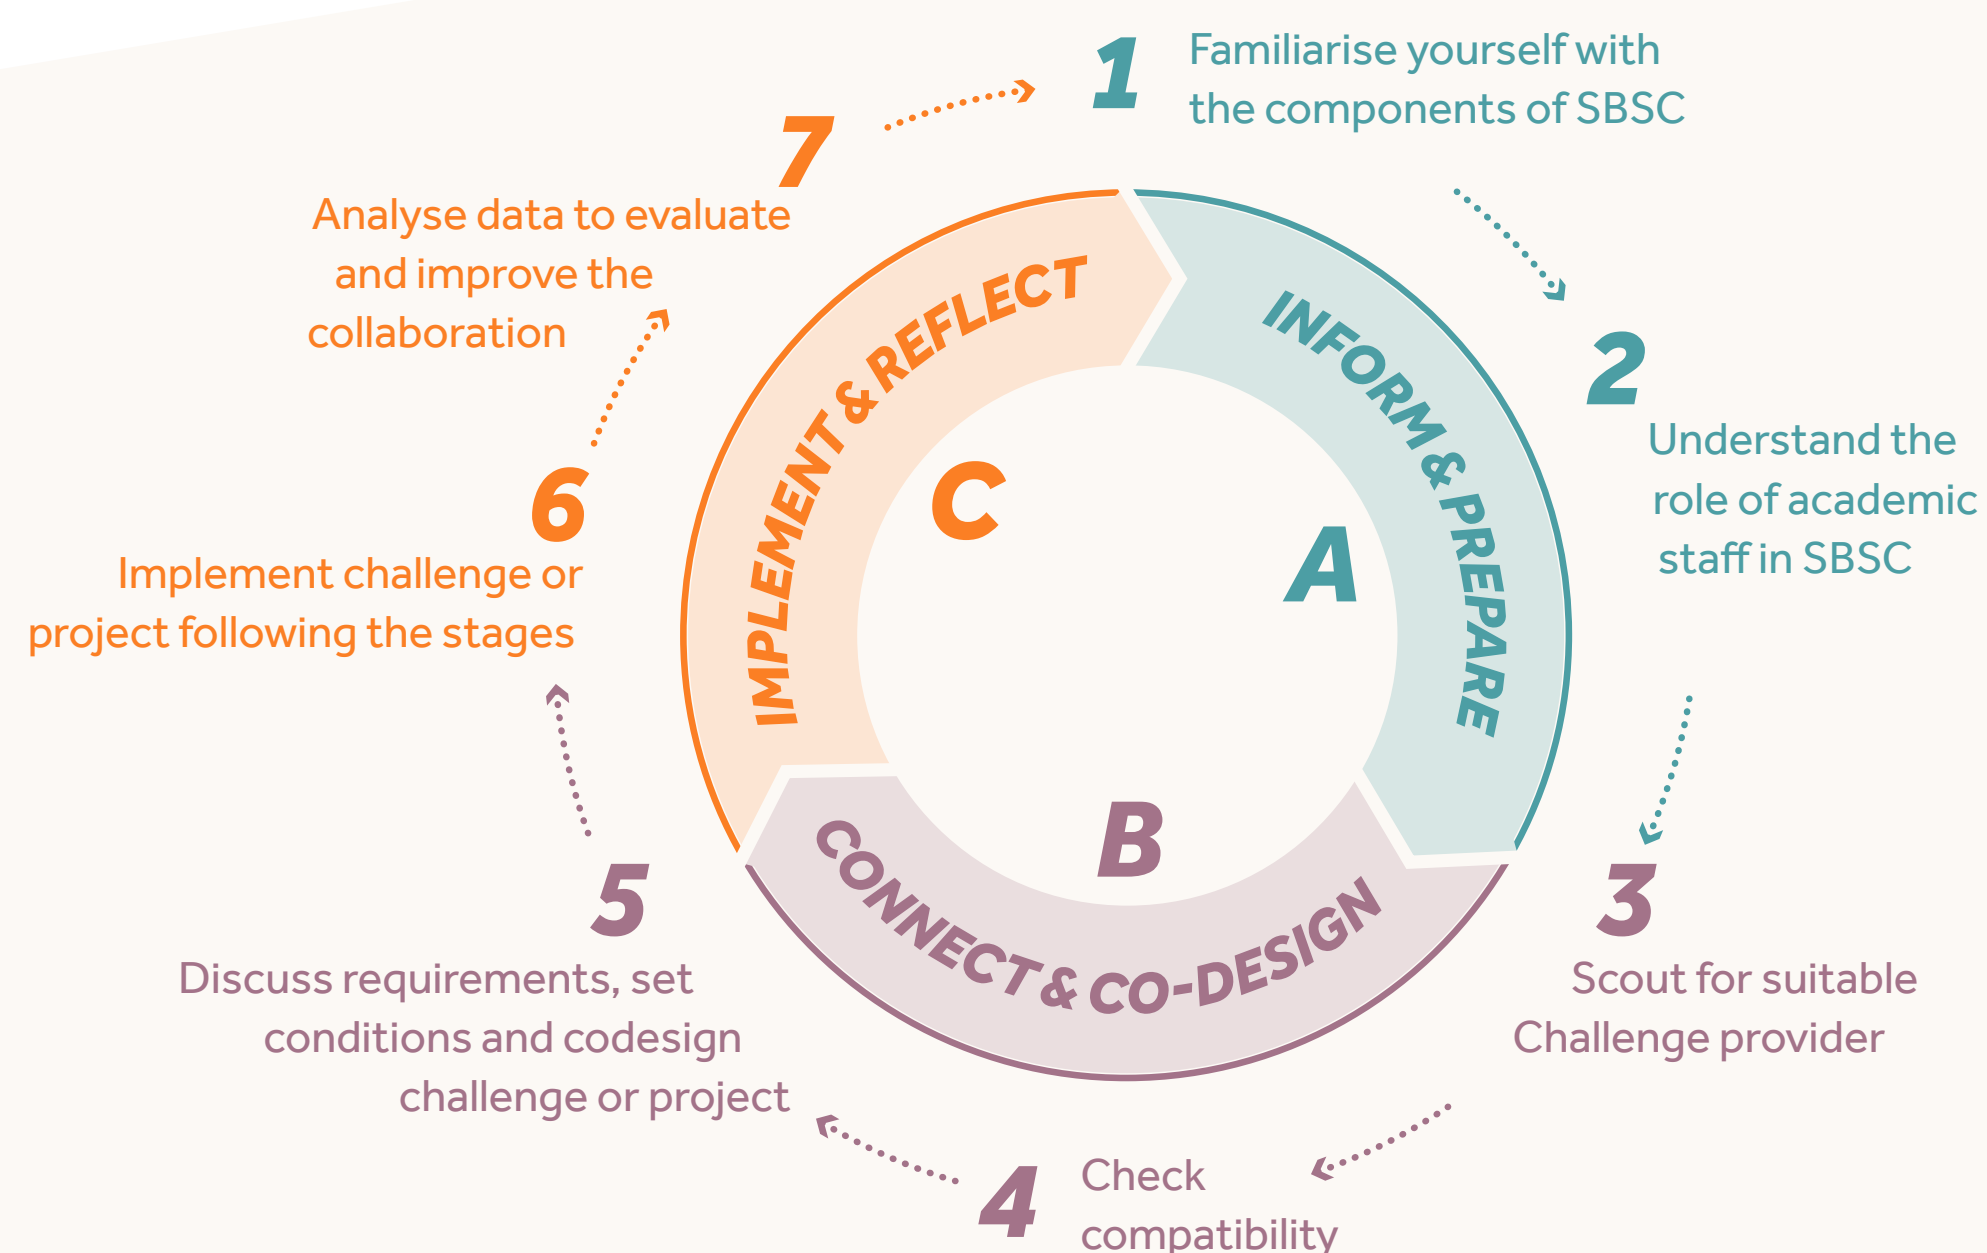 1
Familiarise yourself with
the components of SBSC
2
Understand the
role of academic
staff in SBSC
3
Scout for suitable
Challenge provider
4
Check
compatibility
5
Discuss requirements, set
conditions and codesign
challenge or project
6
Implement challenge or
project following the stages
7
Analyse data to evaluate
and improve the
collaboration
INFORM & PREPARE
A
CONNECT & CO-DESIGN
B
IMPLEMENT & REFLECT
C